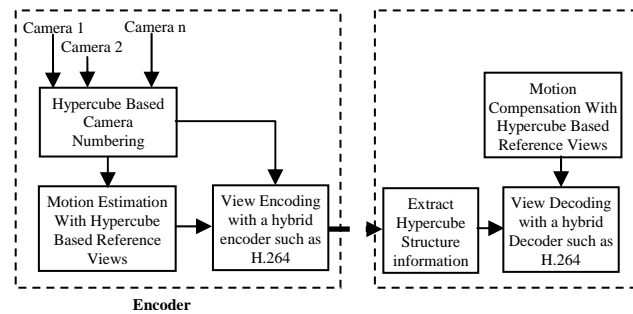 Camera 1
Camera 2
Camera n
Hypercube Based
Camera
Numbering
Motion Estimation
With Hypercube
Based Reference
Views
View Encoding
with a hybrid
encoder such as
H.264
Encoder
Motion
Compensation With
Hypercube Based
Reference Views
Extract
Hypercube
Structure
information
View Decoding
with a hybrid
Decoder such as
H.264